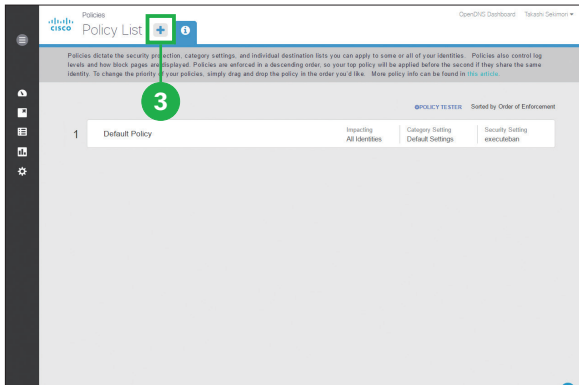 Policies
OpenDNS Dashboard Takashi Sekimori
cisco
Policy List
Policies dictate the security protection, category settings, and individual destination lists you can apply to some or all of your identities. Policies also control log
levels and how block pages are displayed. Policies are enforced in a descending order, so your top policy will be applied before the second if they share the same
identity. To change the priority of your policies, simply drag and drop the policy in the order you'd like. More policy info can be found in this article.
3
POLICY TESTER Sorted by Order of Enforcement
Impacting Category Setting Security Setting
1 Default Policy All Identities Default Settings executeban